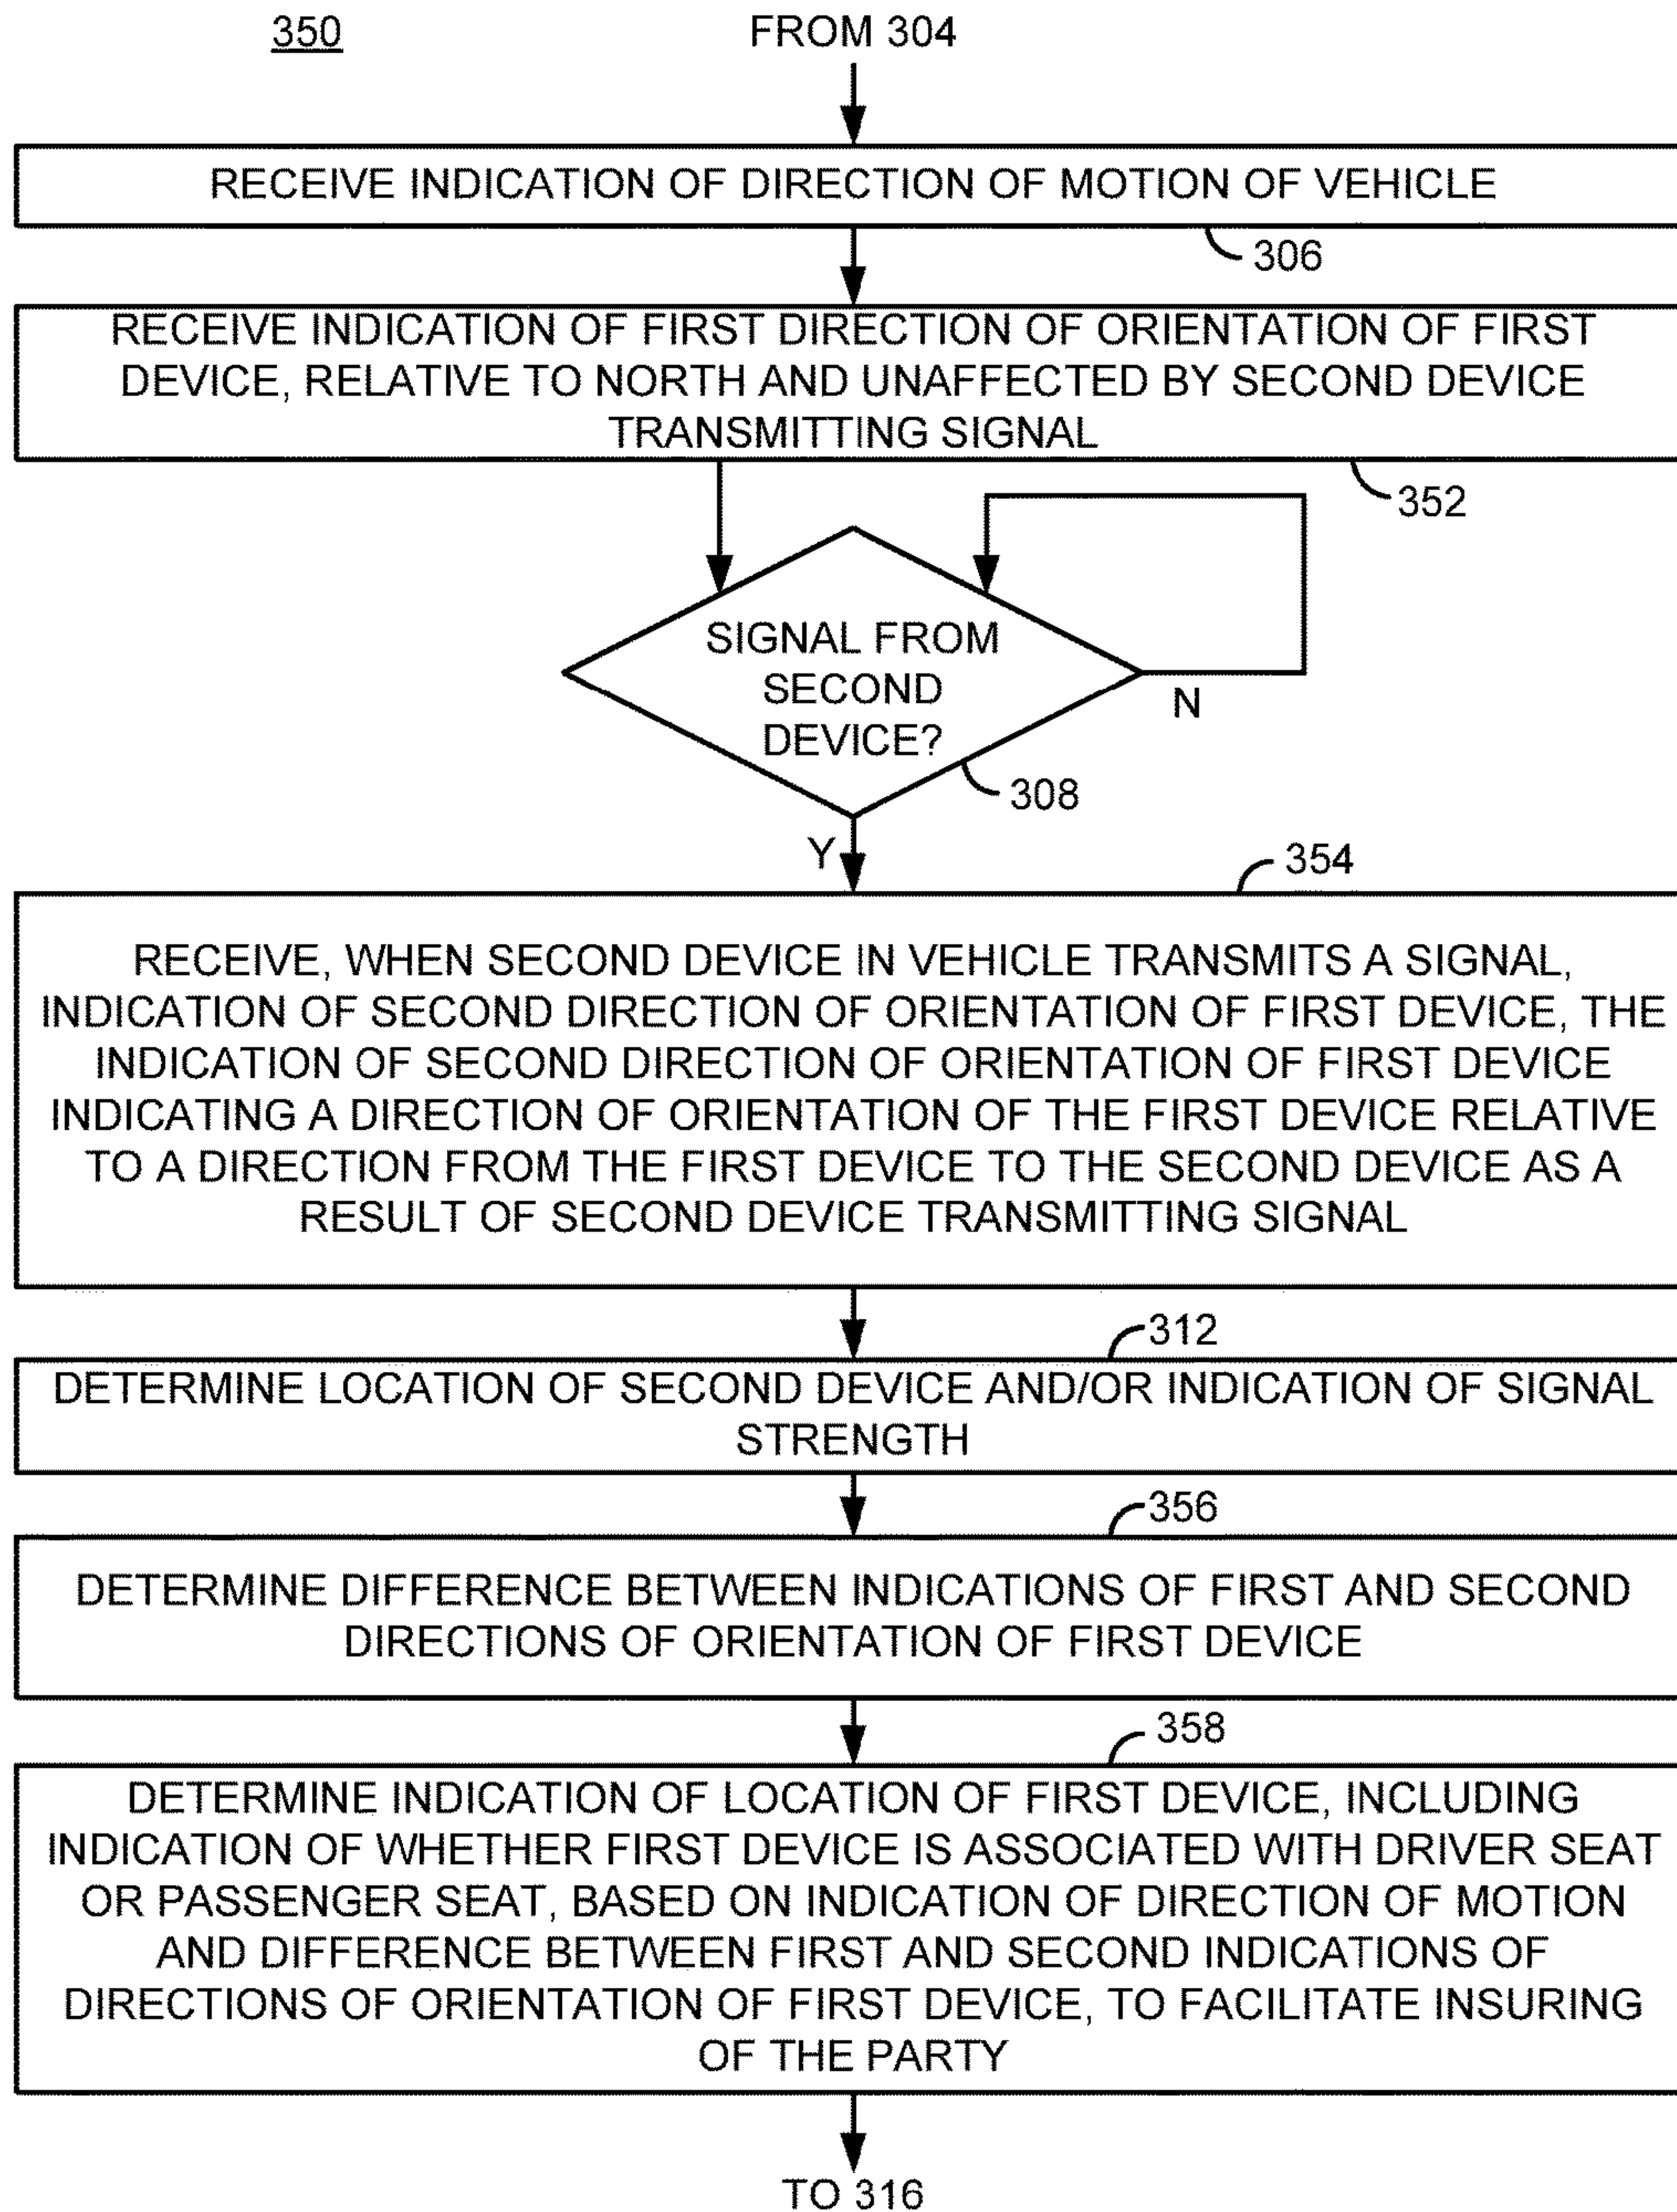 350
FROM 304
RECEIVE INDICATION OF DIRECTION OF MOTION OF VEHICLE
306
RECEIVE INDICATION OF FIRST DIRECTION OF ORIENTATION OF FIRST
DEVICE, RELATIVE TO NORTH AND UNAFFECTED BY SECOND DEVICE
TRANSMITTING SIGNAL
352
SIGNAL FROM
SECOND
DEVICE?
N
308
Y
354
RECEIVE, WHEN SECOND DEVICE IN VEHICLE TRANSMITS A SIGNAL,
INDICATION OF SECOND DIRECTION OF ORIENTATION OF FIRST DEVICE, THE
INDICATION OF SECOND DIRECTION OF ORIENTATION OF FIRST DEVICE
INDICATING A DIRECTION OF ORIENTATION OF THE FIRST DEVICE RELATIVE
TO A DIRECTION FROM THE FIRST DEVICE TO THE SECOND DEVICE AS A
RESULT OF SECOND DEVICE TRANSMITTING SIGNAL
312
DETERMINE LOCATION OF SECOND DEVICE AND/OR INDICATION OF SIGNAL
STRENGTH
356
DETERMINE DIFFERENCE BETWEEN INDICATIONS OF FIRST AND SECOND
DIRECTIONS OF ORIENTATION OF FIRST DEVICE
358
DETERMINE INDICATION OF LOCATION OF FIRST DEVICE, INCLUDING
INDICATION OF WHETHER FIRST DEVICE IS ASSOCIATED WITH DRIVER SEAT
OR PASSENGER SEAT, BASED ON INDICATION OF DIRECTION OF MOTION
AND DIFFERENCE BETWEEN FIRST AND SECOND INDICATIONS OF
DIRECTIONS OF ORIENTATION OF FIRST DEVICE, TO FACILITATE INSURING
OF THE PARTY
TO 316